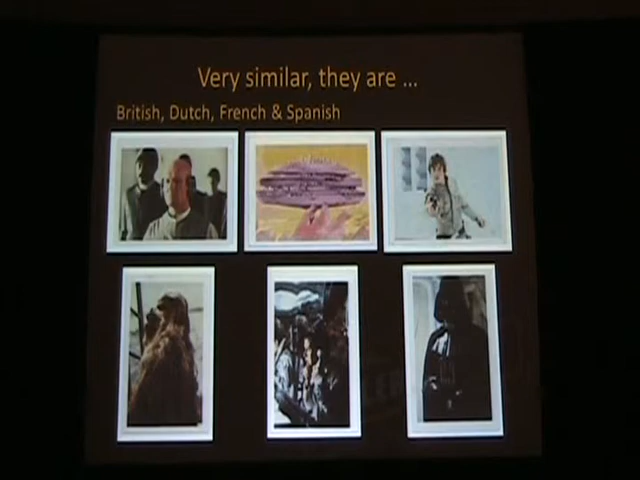 Very similar, they are ...
British, Dutch, French & Spanish